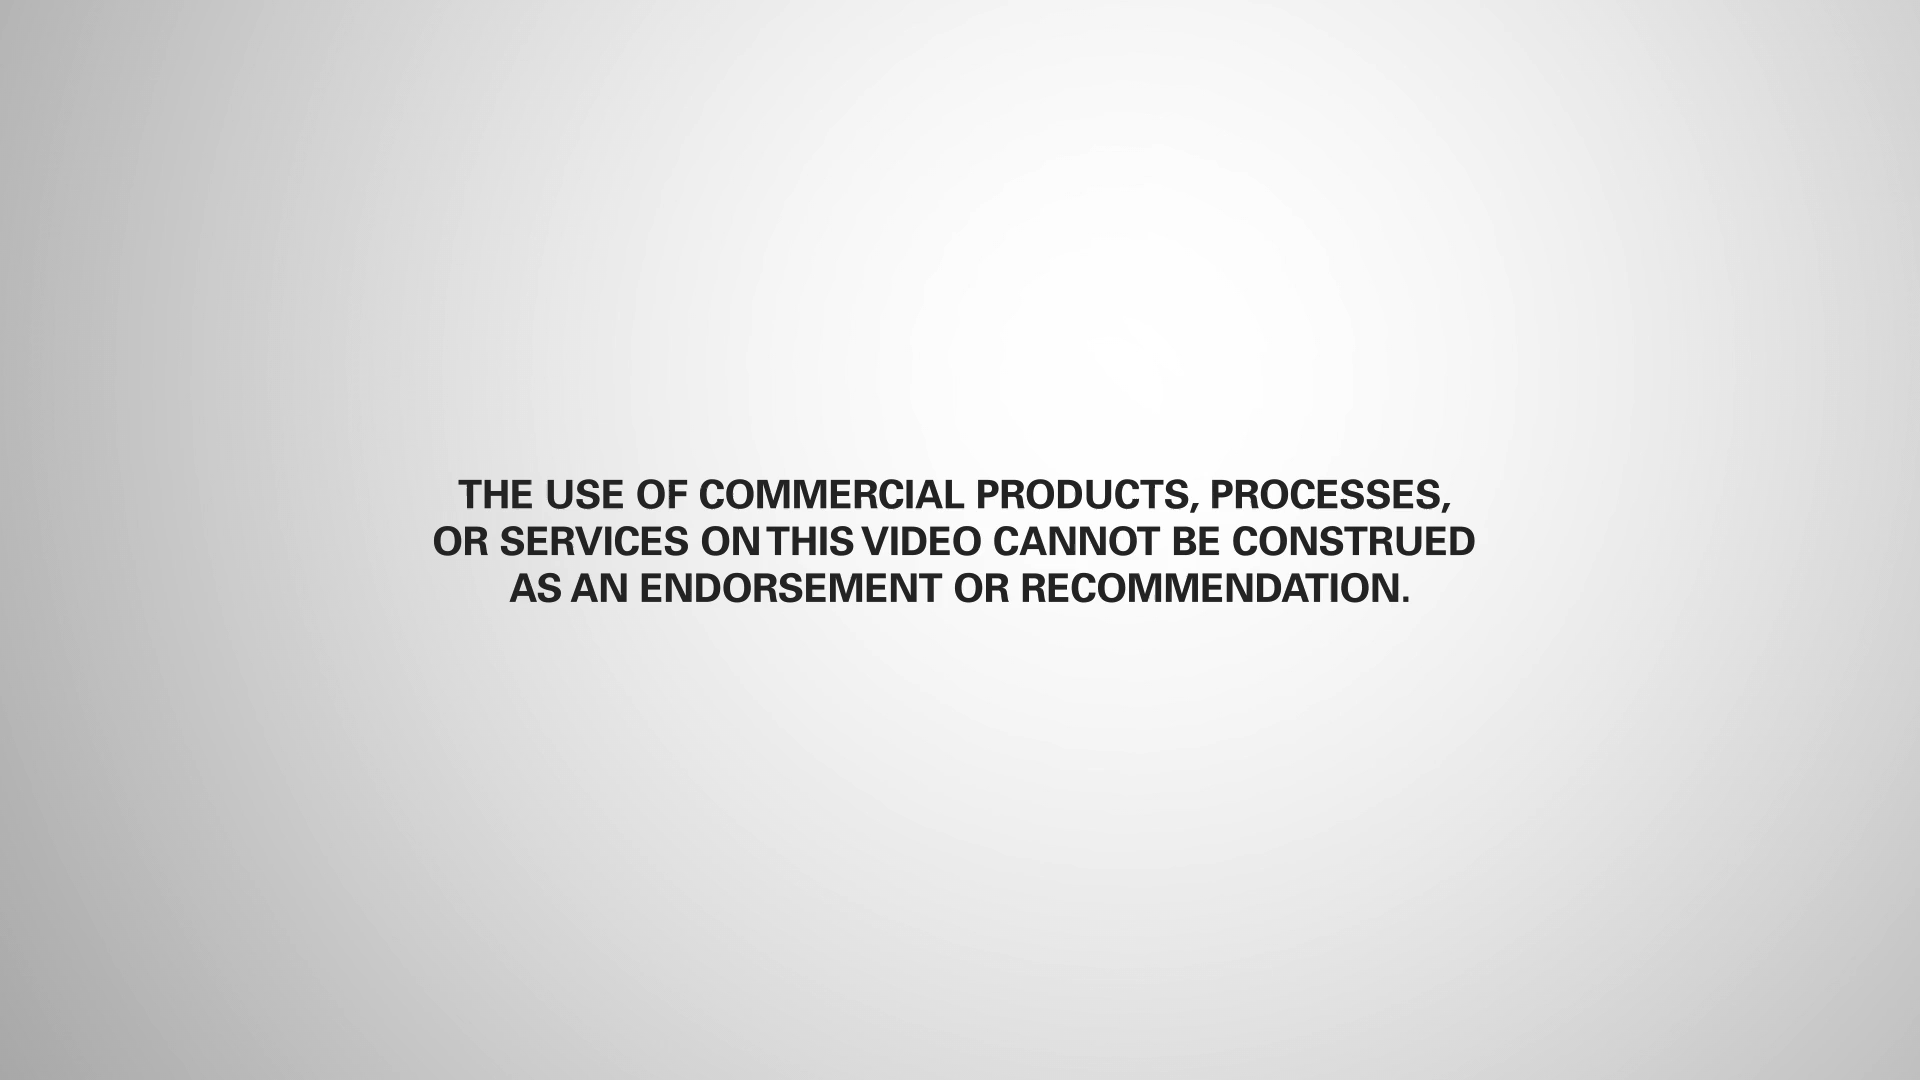 THE USE OF COMMERCIAL PRODUCTS, PROCESSES,
OR SERVICES ON THIS VIDEO CANNOT BE CONSTRUED
AS AN ENDORSEMENT OR RECOMMENDATION.